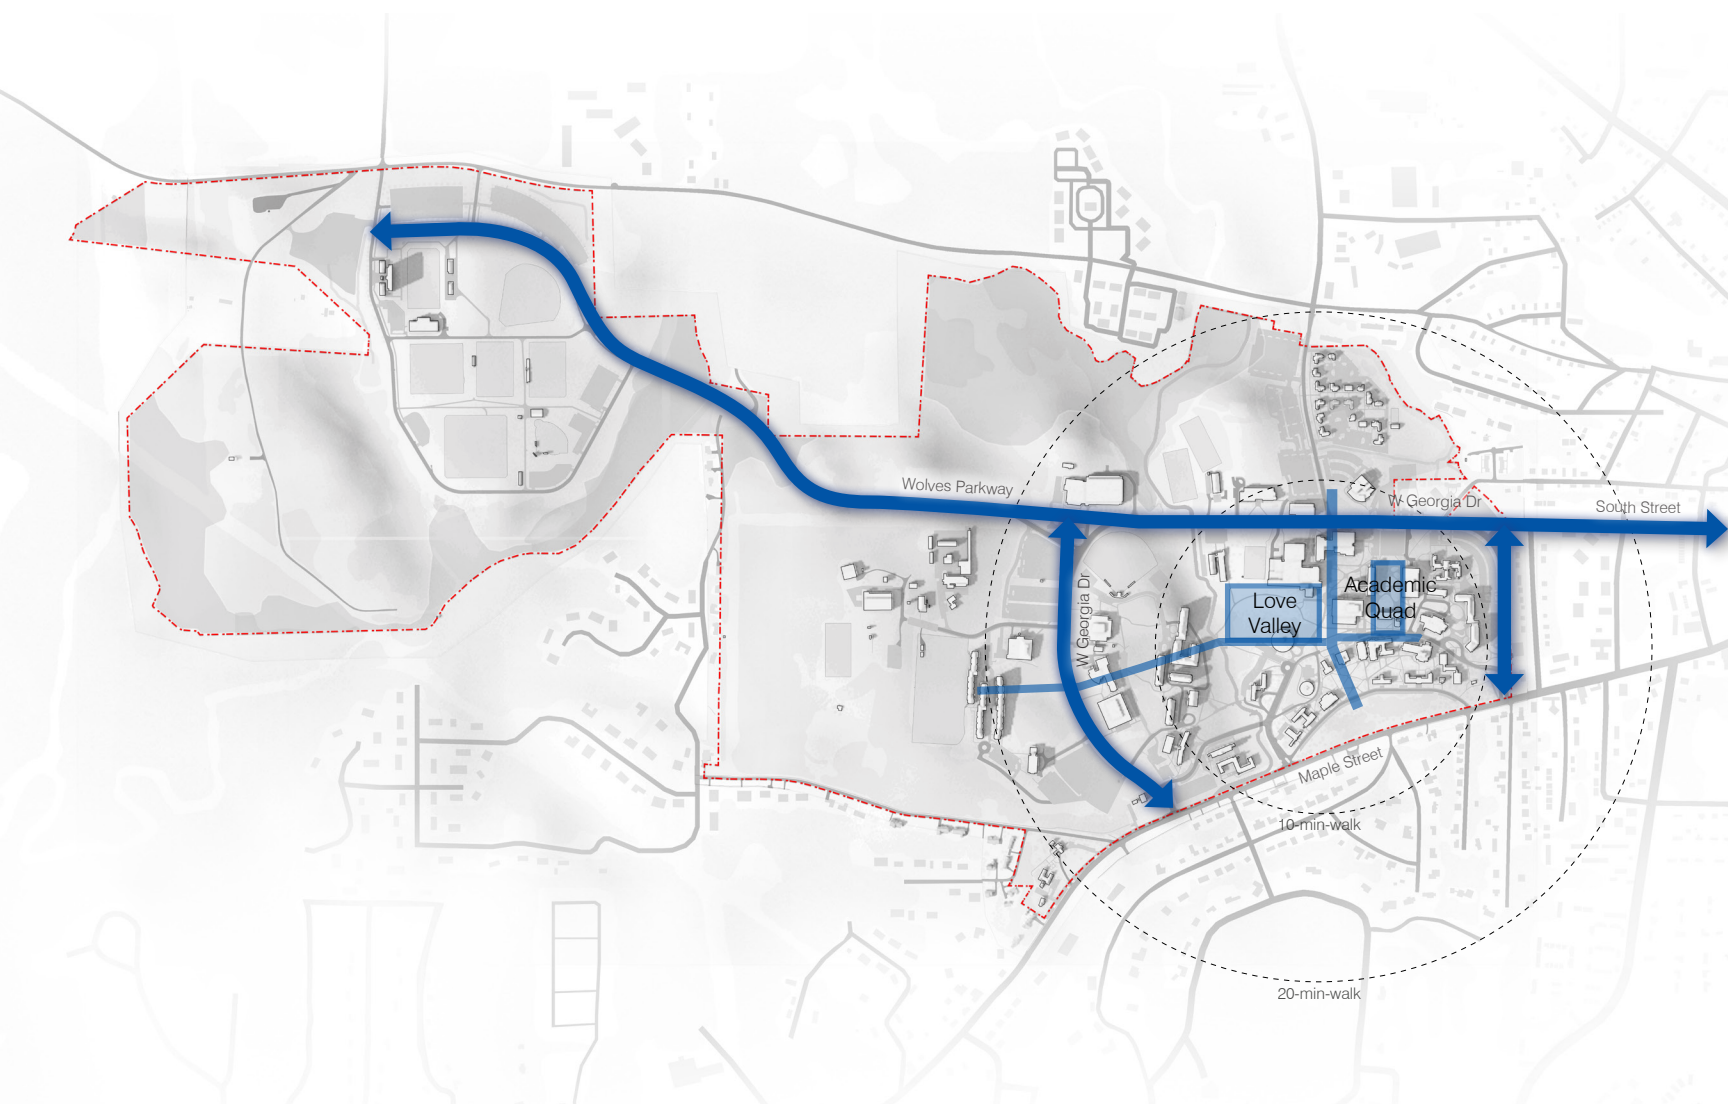 Wolves Parkway
W Georgia Dr
South Street
W Georgia Dr
Love
Valley
Academic
Quad
Maple Street
10-min-walk
20-min-walk